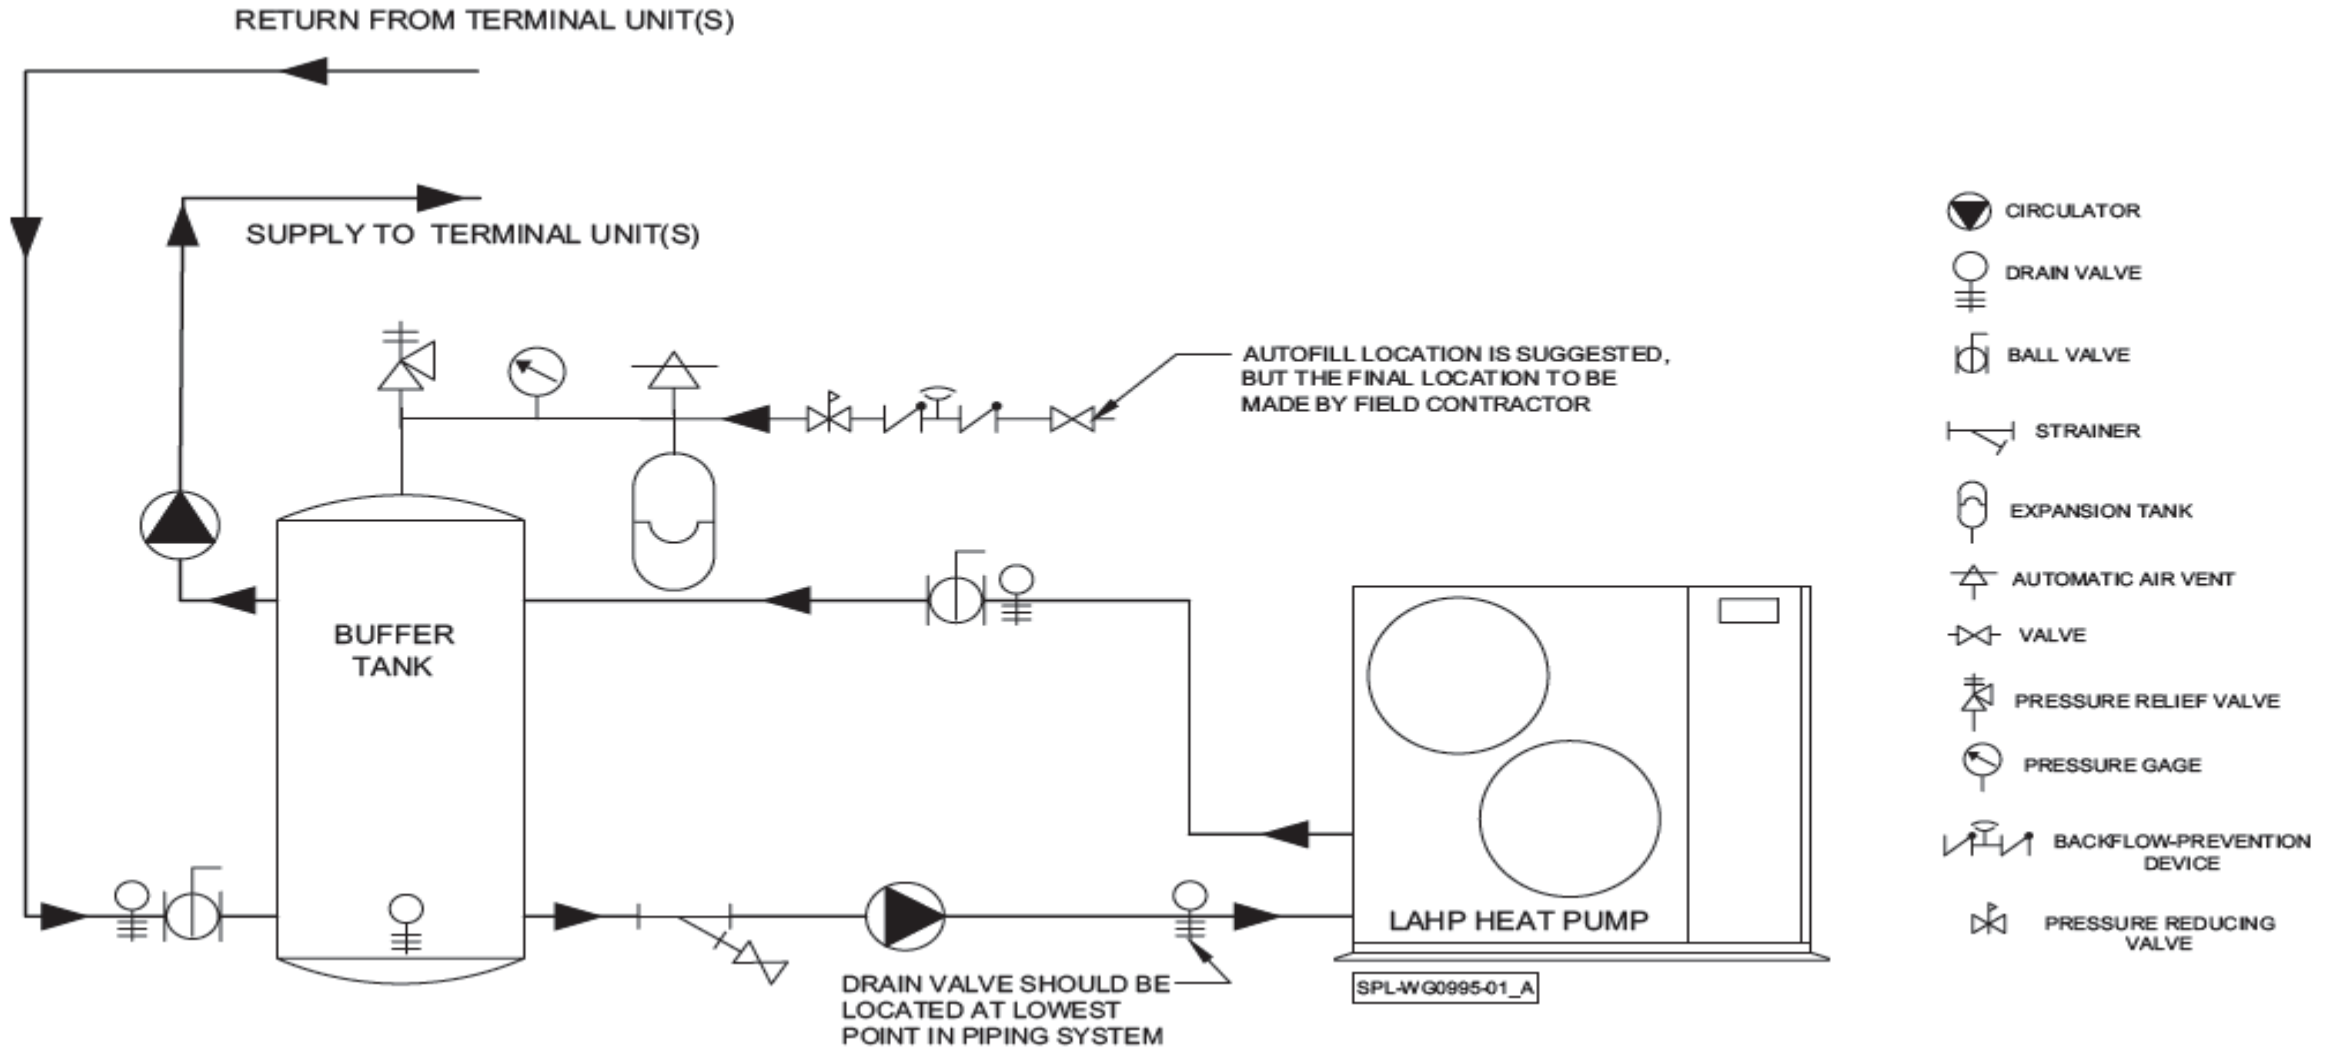 RETURN FROM TERMINAL UNIT(S)
SUPPLY TO TERMINAL UNIT(S)
AUTOFILL LOCATION IS SUGGESTED,
BUT THE FINAL LOCATION TO BE
MADE BY FIELD CONTRACTOR
BUFFER
TANK
LAHP HEAT PUMP
SPL-WG0995-01_A
DRAIN VALVE SHOULD BE
LOCATED AT LOWEST
POINT IN PIPING SYSTEM
CIRCULATOR
DRAIN VALVE
BALL VALVE
STRAINER
EXPANSION TANK
AUTOMATIC AIR VENT
VALVE
PRESSURE RELIEF VALVE
PRESSURE GAGE
BACKFLOW-PREVENTION
DEVICE
PRESSURE REDUCING
VALVE